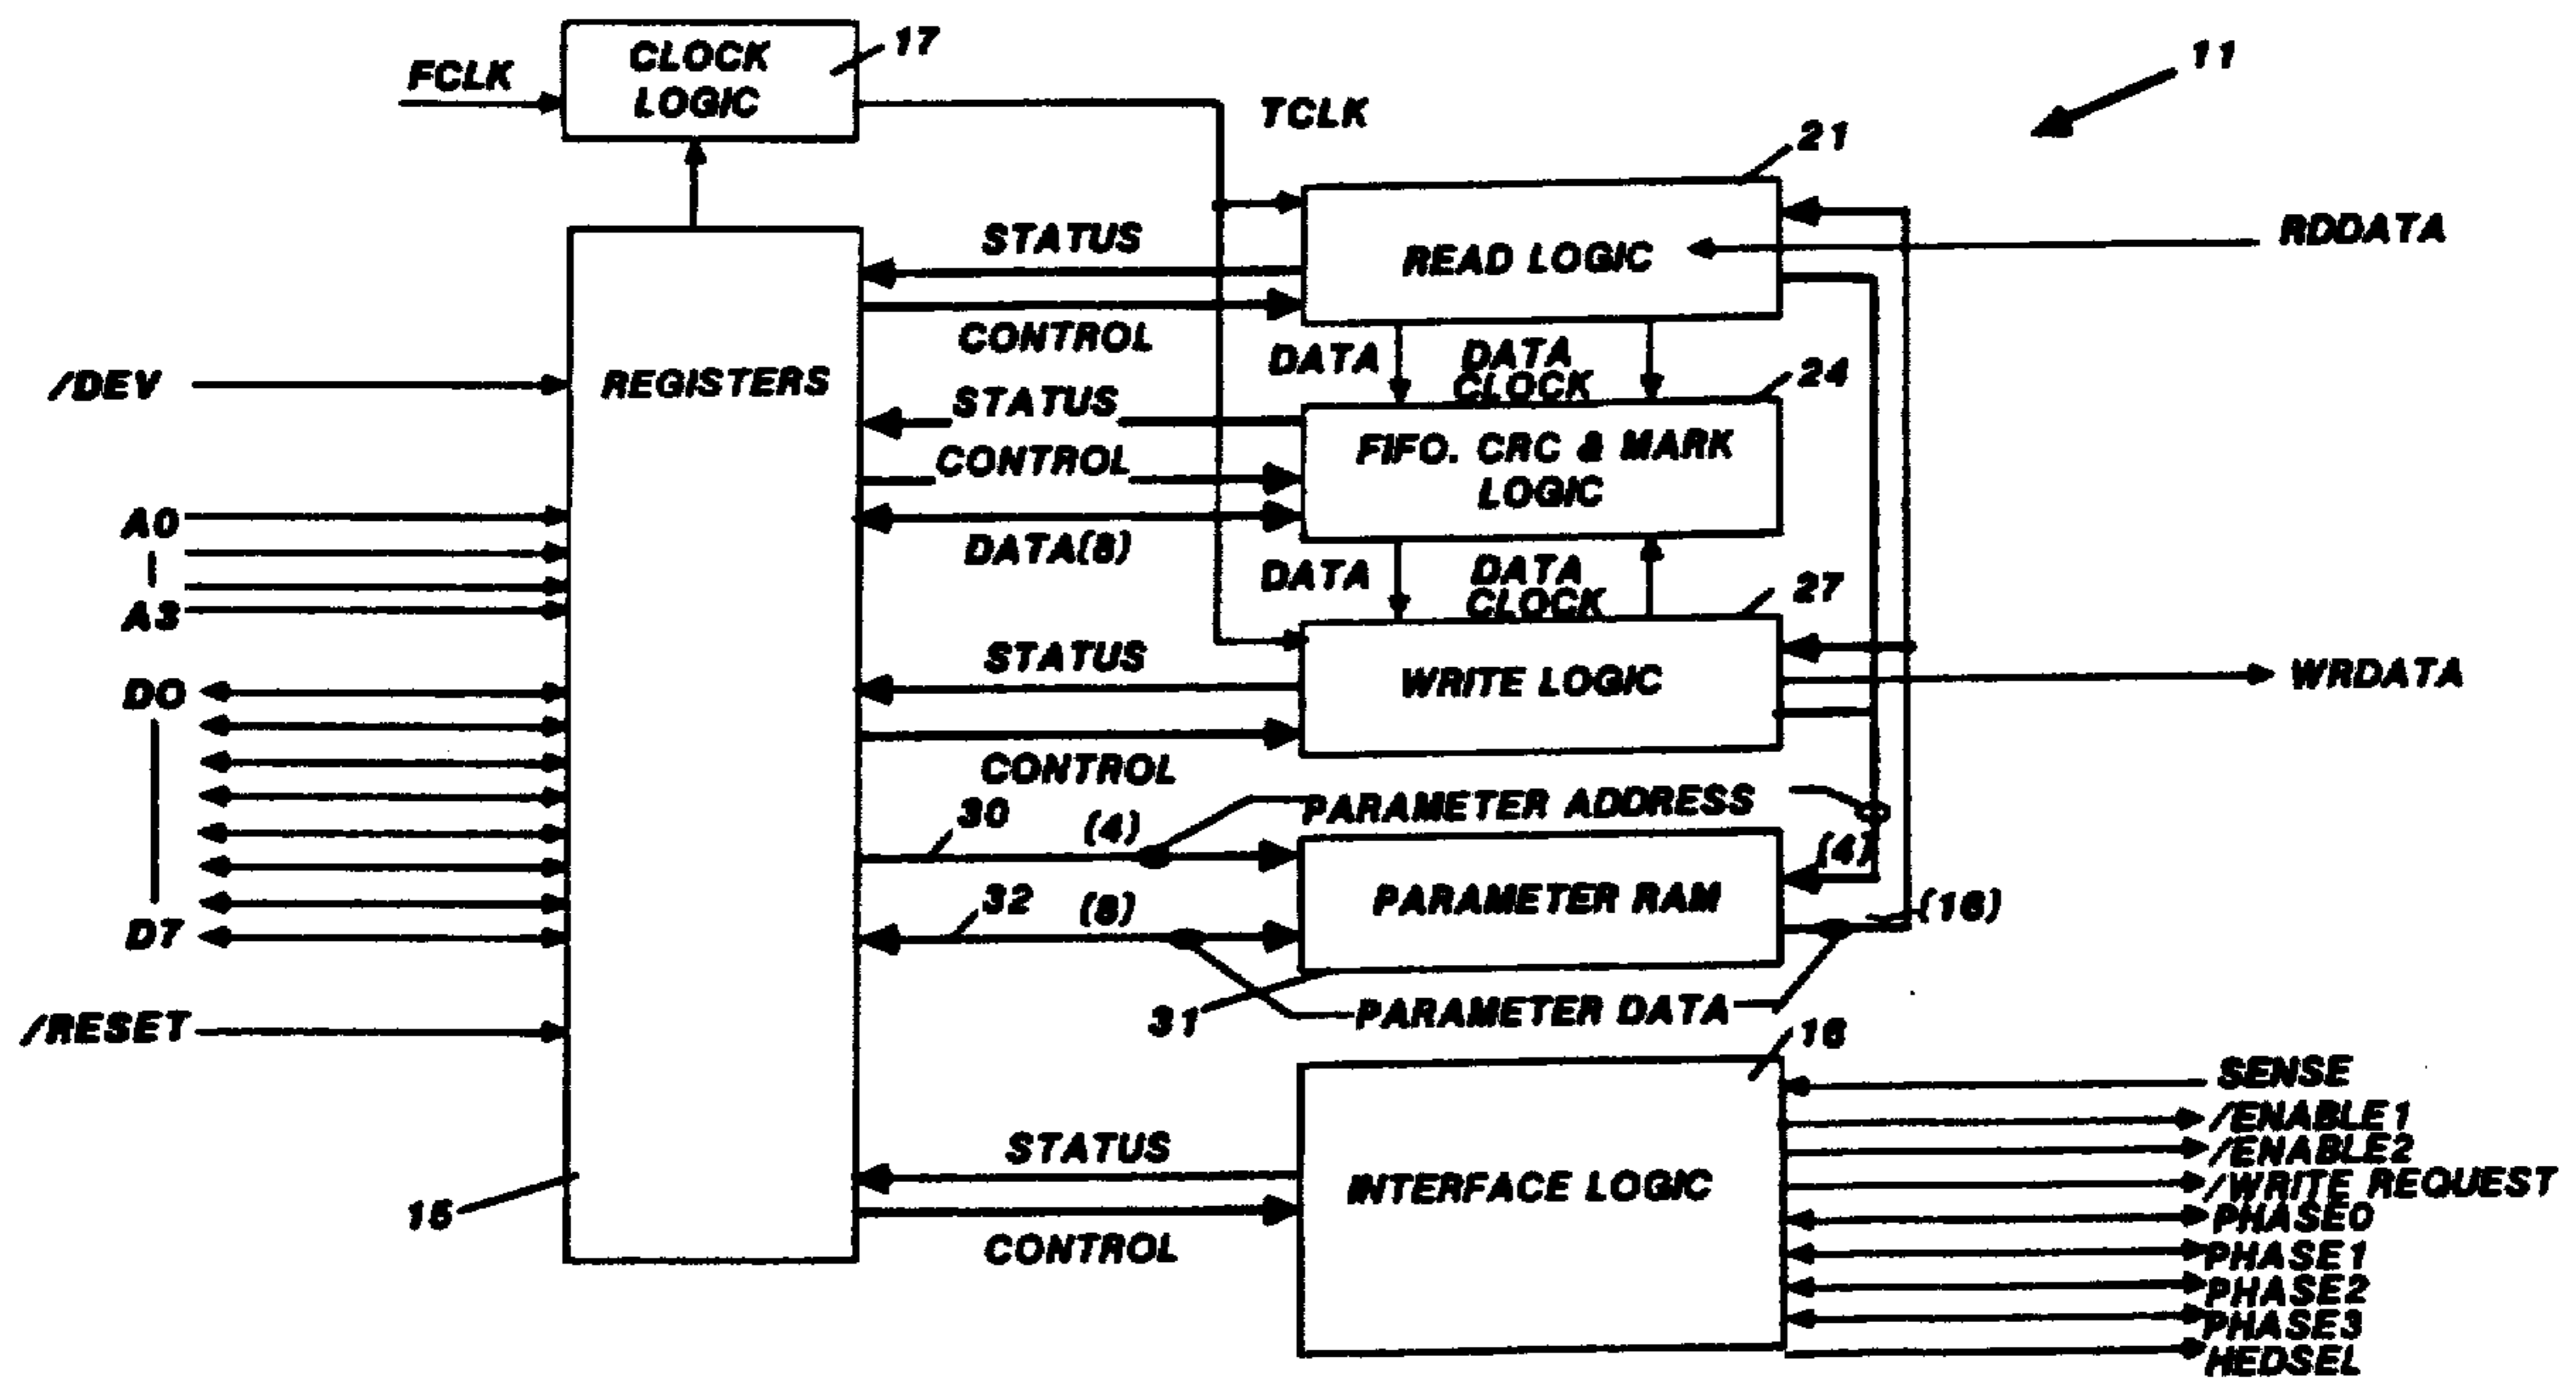 CLOCK
LOGIC
17
FCLK
TCLK
11
21
READ LOGIC
RDDATA
STATUS
CONTROL
DATA
DATA
CLOCK
24
/DEV
REGISTERS
STATUS
CONTROL
DATA(8)
FIFO. CRC & MARK
LOGIC
A0
A3
DATA
DATA
CLOCK
27
STATUS
WRITE LOGIC
WRDATA
CONTROL
D0
D7
30
(4)
PARAMETER ADDRESS
(4)
32
(8)
PARAMETER RAM
(16)
31
PARAMETER DATA
/RESET
16
SENSE
/ENABLE1
/ENABLE2
/WRITE REQUEST
PHASE0
PHASE1
PHASE2
PHASE3
HEDSEL
STATUS
INTERFACE LOGIC
CONTROL
15